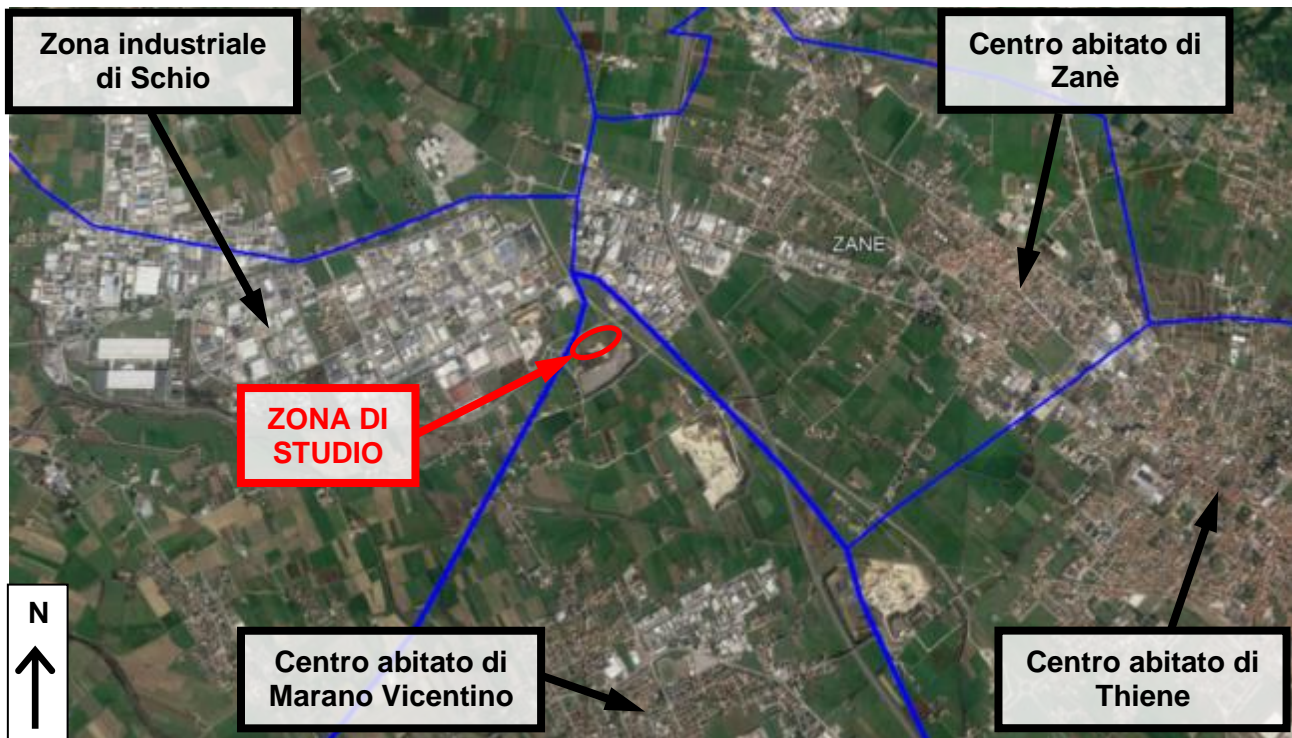 Zona industriale
di Schio
Centro abitato di
Zanè
ZANE
ZONA DI
STUDIO
N
Centro abitato di
Marano Vicentino
Centro abitato di
Thiene